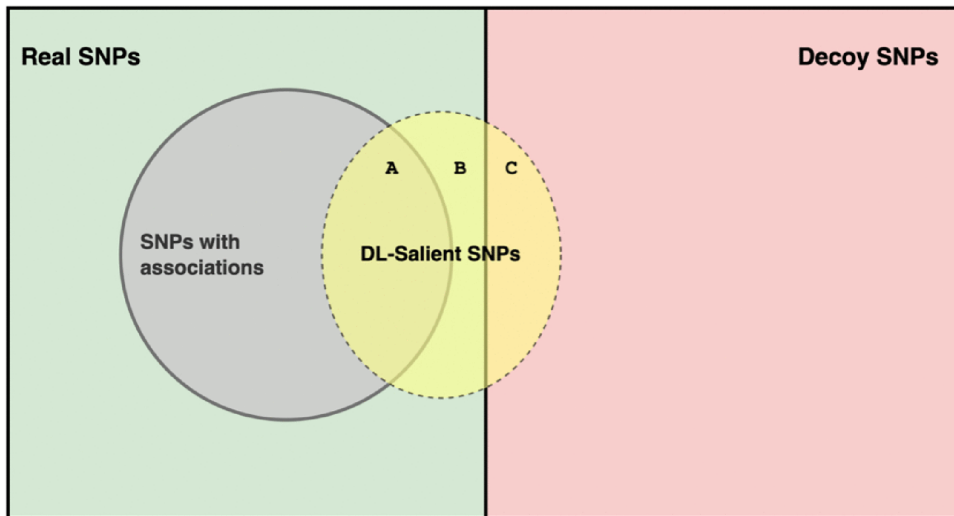 Real SNPs
Decoy SNPs
A B C
SNPs with
associations
DL-Salient SNPs